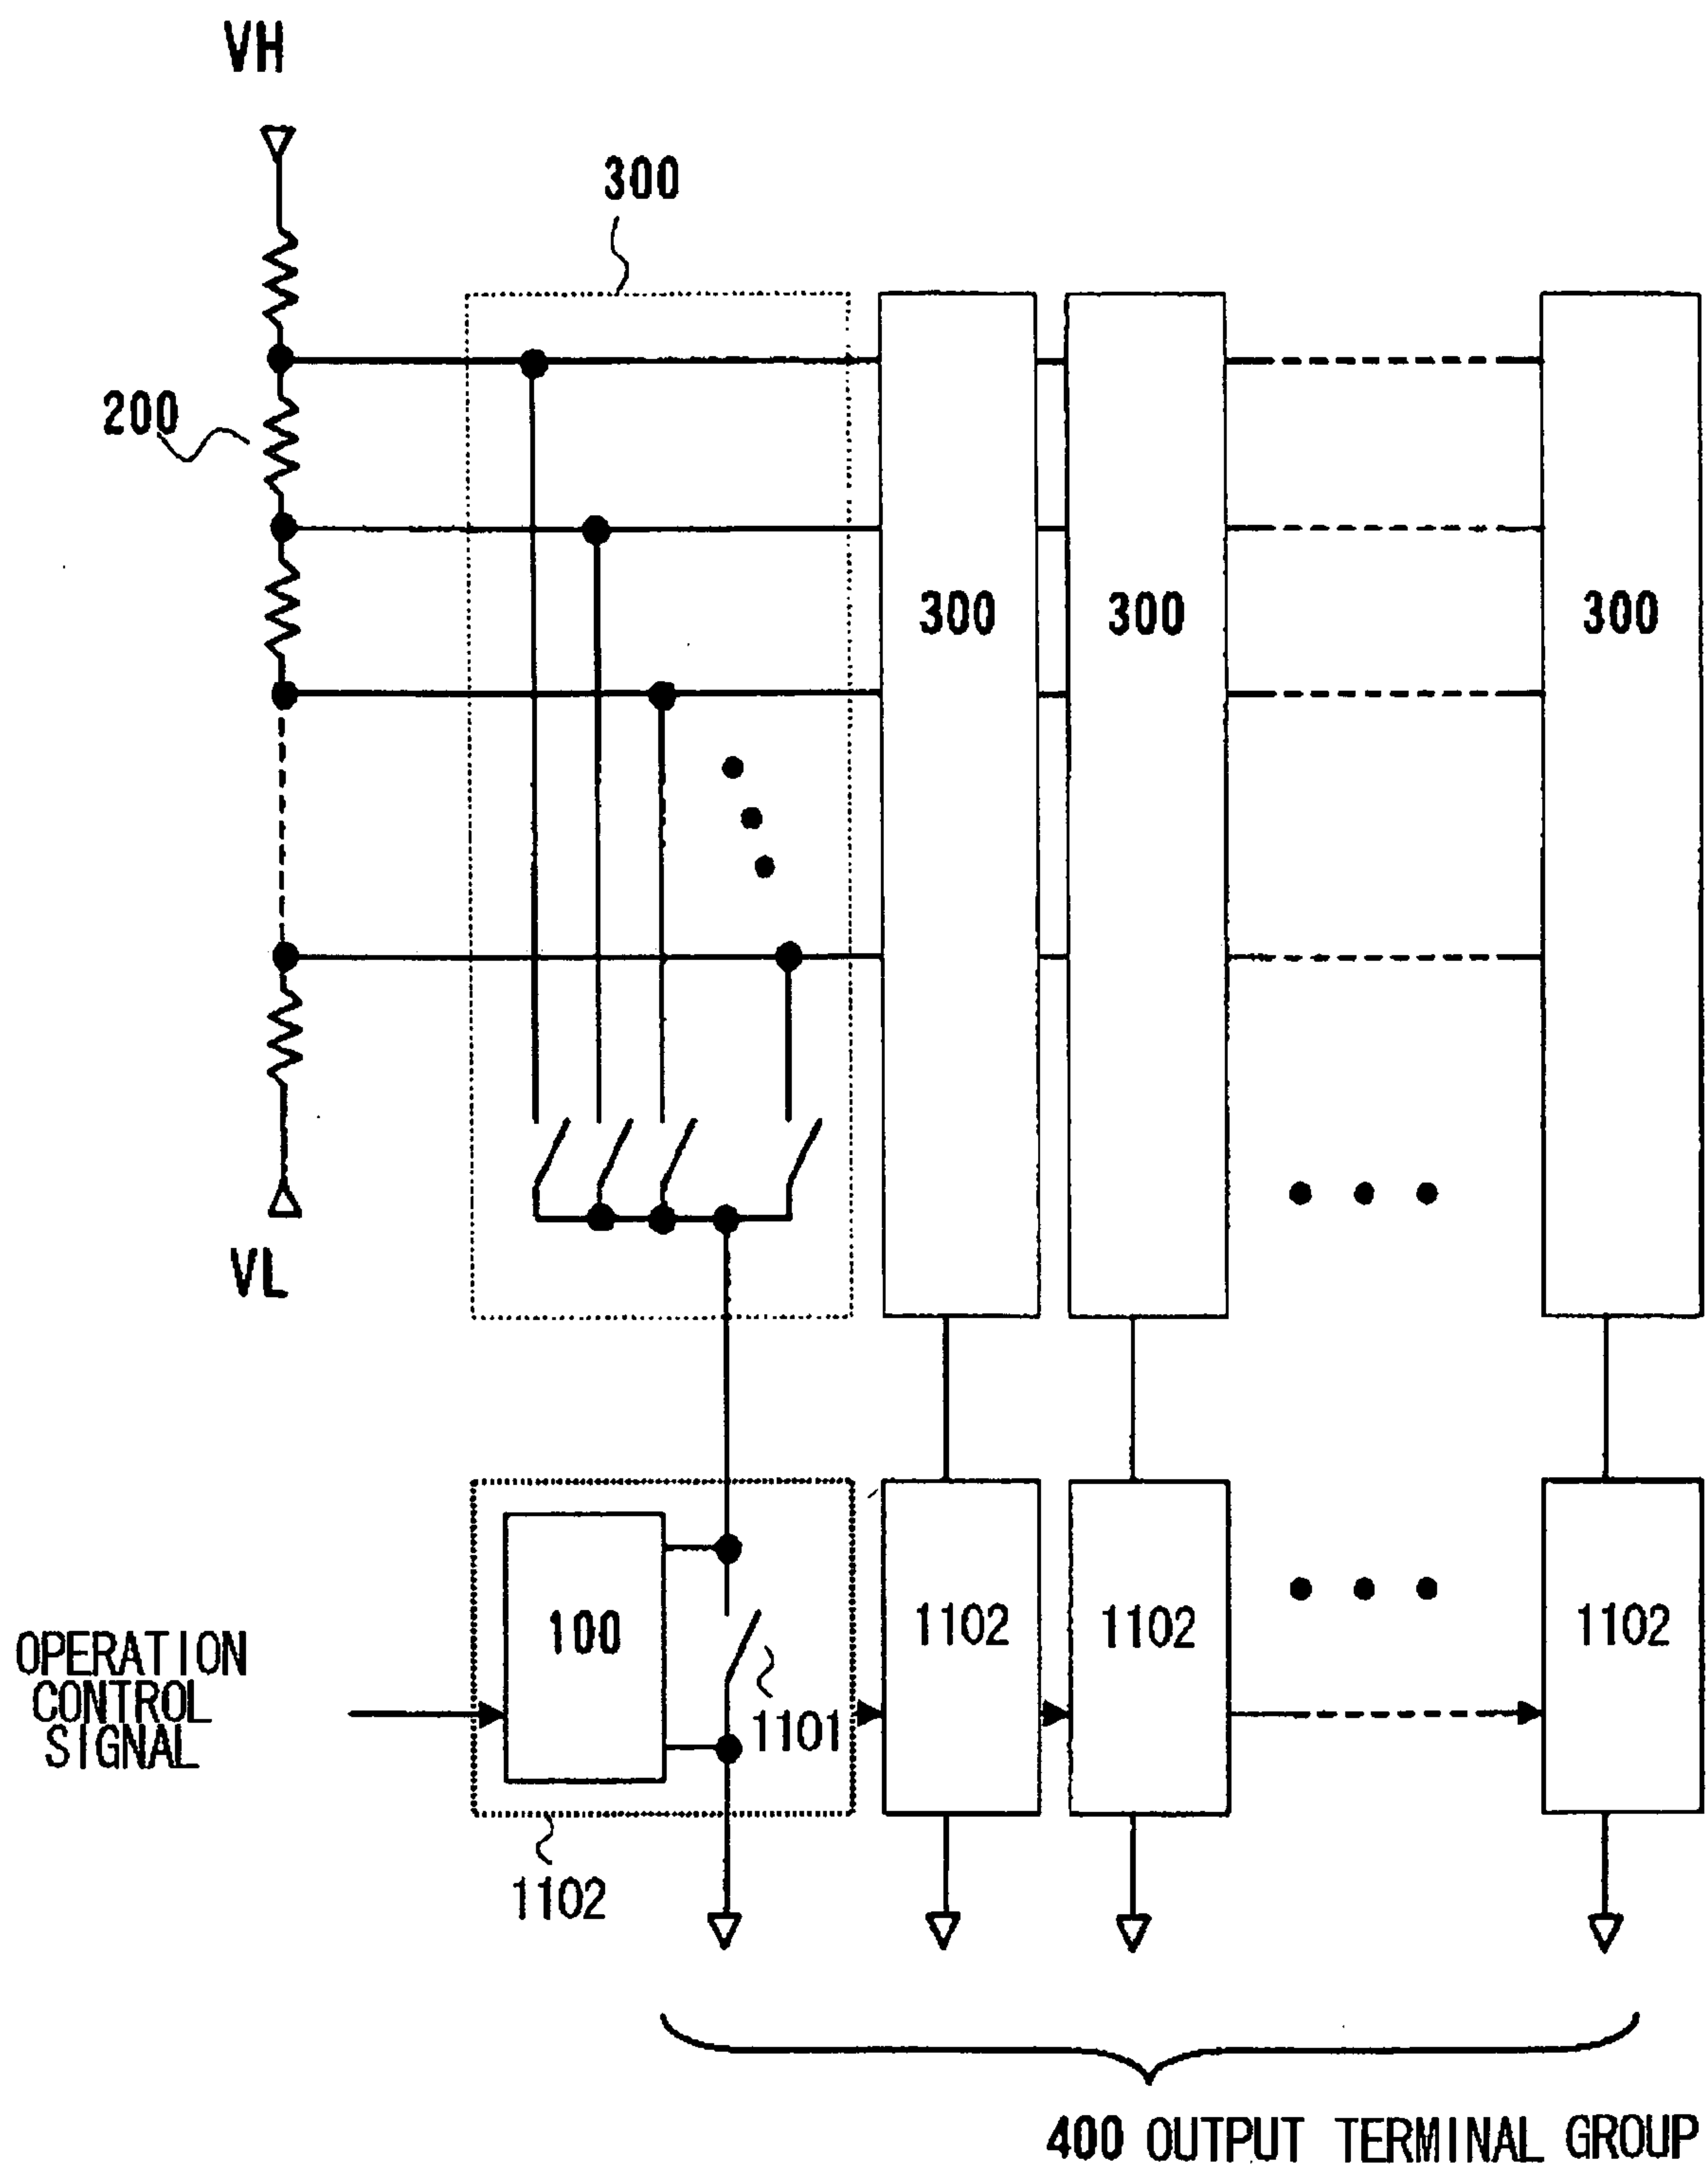 VH
300
200
300
300
300
VL
100
1102
1102
1102
OPERATION
CONTROL
SIGNAL
1101
1102
400 OUTPUT TERMINAL GROUP